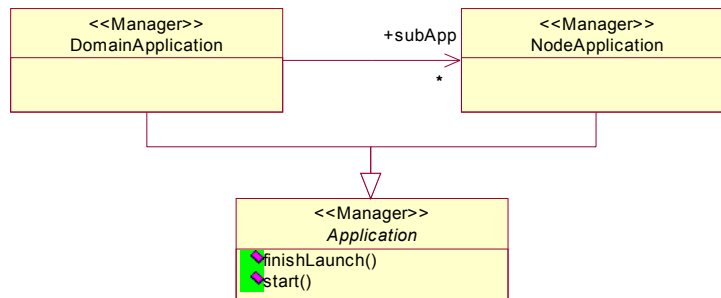 <<Manager>>
DomainApplication
+subApp
*
<<Manager>>
NodeApplication
<<Manager>>
Application
finishLaunch()
start()